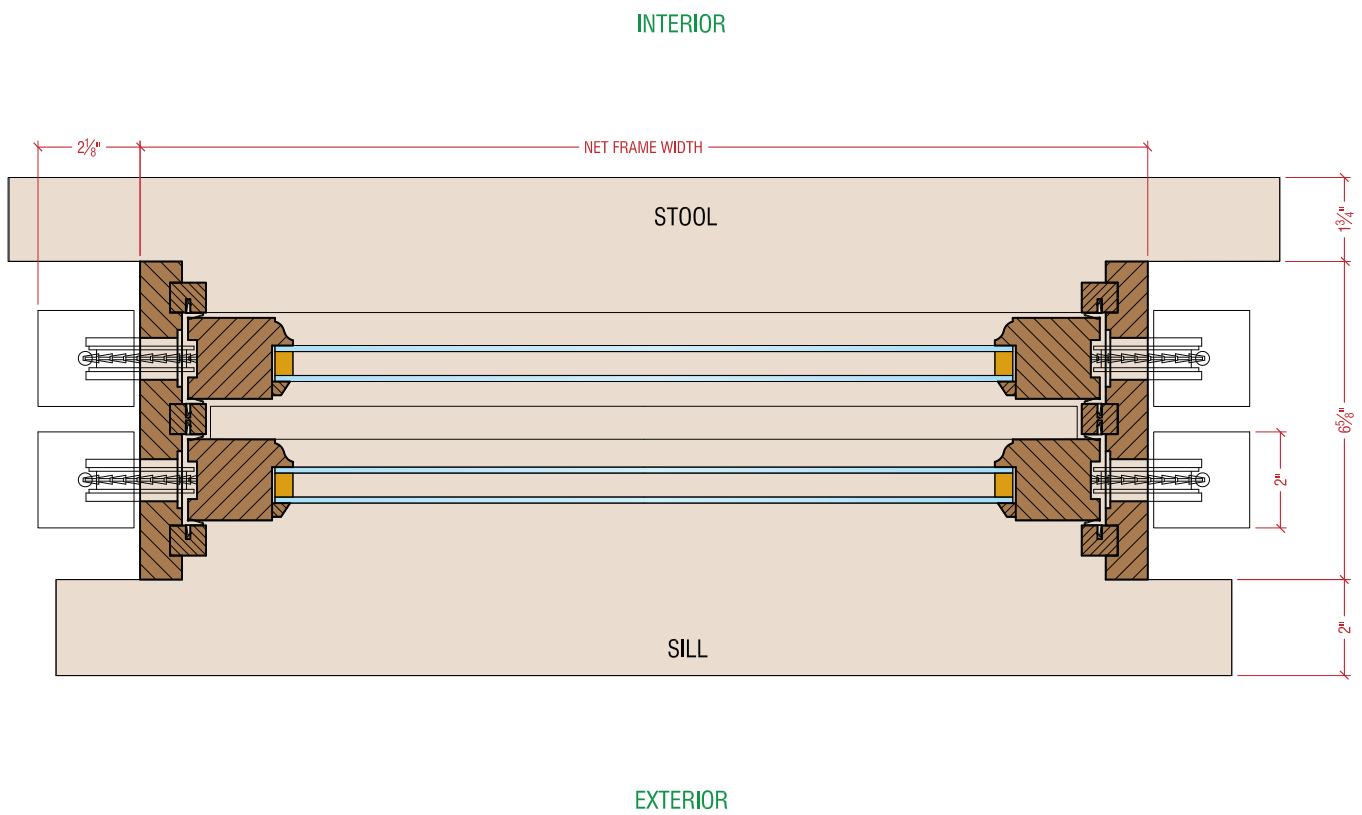 INTERIOR
2⅛"
NET FRAME WIDTH
STOOL
1¾"
6⅝"
2"
2"
SILL
EXTERIOR